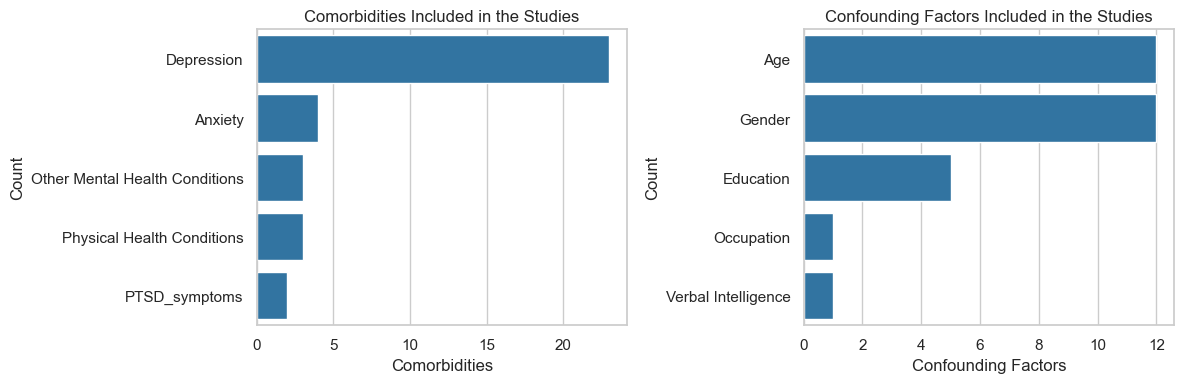 Comorbidities Included in the Studies
Count
Depression
Anxiety
Other Mental Health Conditions
Physical Health Conditions
PTSD_symptoms
0 5 10 15 20
Comorbidities
Confounding Factors Included in the Studies
Count
Age
Gender
Education
Occupation
Verbal Intelligence
0 2 4 6 8 10 12
Confounding Factors